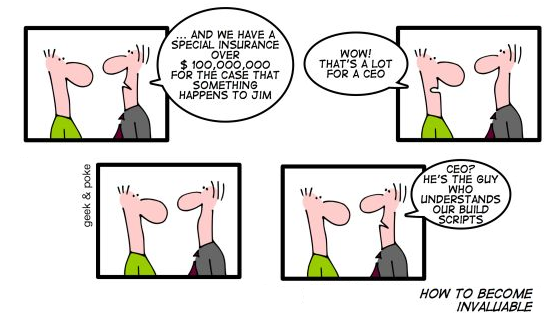 ... AND WE HAVE A
SPECIAL INSURANCE
OVER
$ 100,000,000
FOR THE CASE THAT
SOMETHING
HAPPENS TO JIM
WOW!
THAT'S A LOT
FOR A CEO
geek & poke
CEO?
HE'S THE GUY
WHO
UNDERSTANDS
OUR BUILD
SCRIPTS
HOW TO BECOME
INVALUABLE